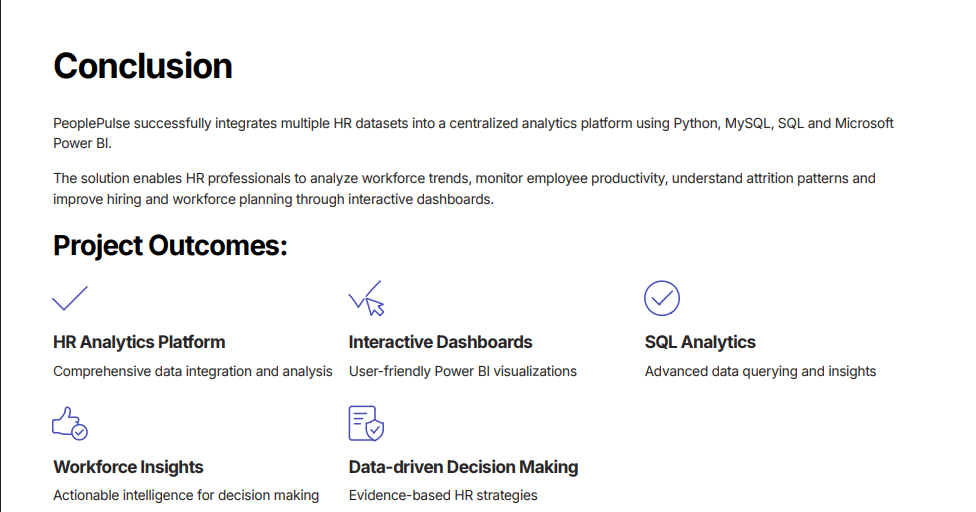 Conclusion
PeoplePulse successfully integrates multiple HR datasets into a centralized analytics platform using Python, MySQL, SQL and Microsoft
Power BI.
The solution enables HR professionals to analyze workforce trends, monitor employee productivity, understand attrition patterns and
improve hiring and workforce planning through interactive dashboards.
Project Outcomes:
HR Analytics Platform
Comprehensive data integration and analysis
Interactive Dashboards
User-friendly Power BI visualizations
SQL Analytics
Advanced data querying and insights
Workforce Insights
Actionable intelligence for decision making
Data-driven Decision Making
Evidence-based HR strategies